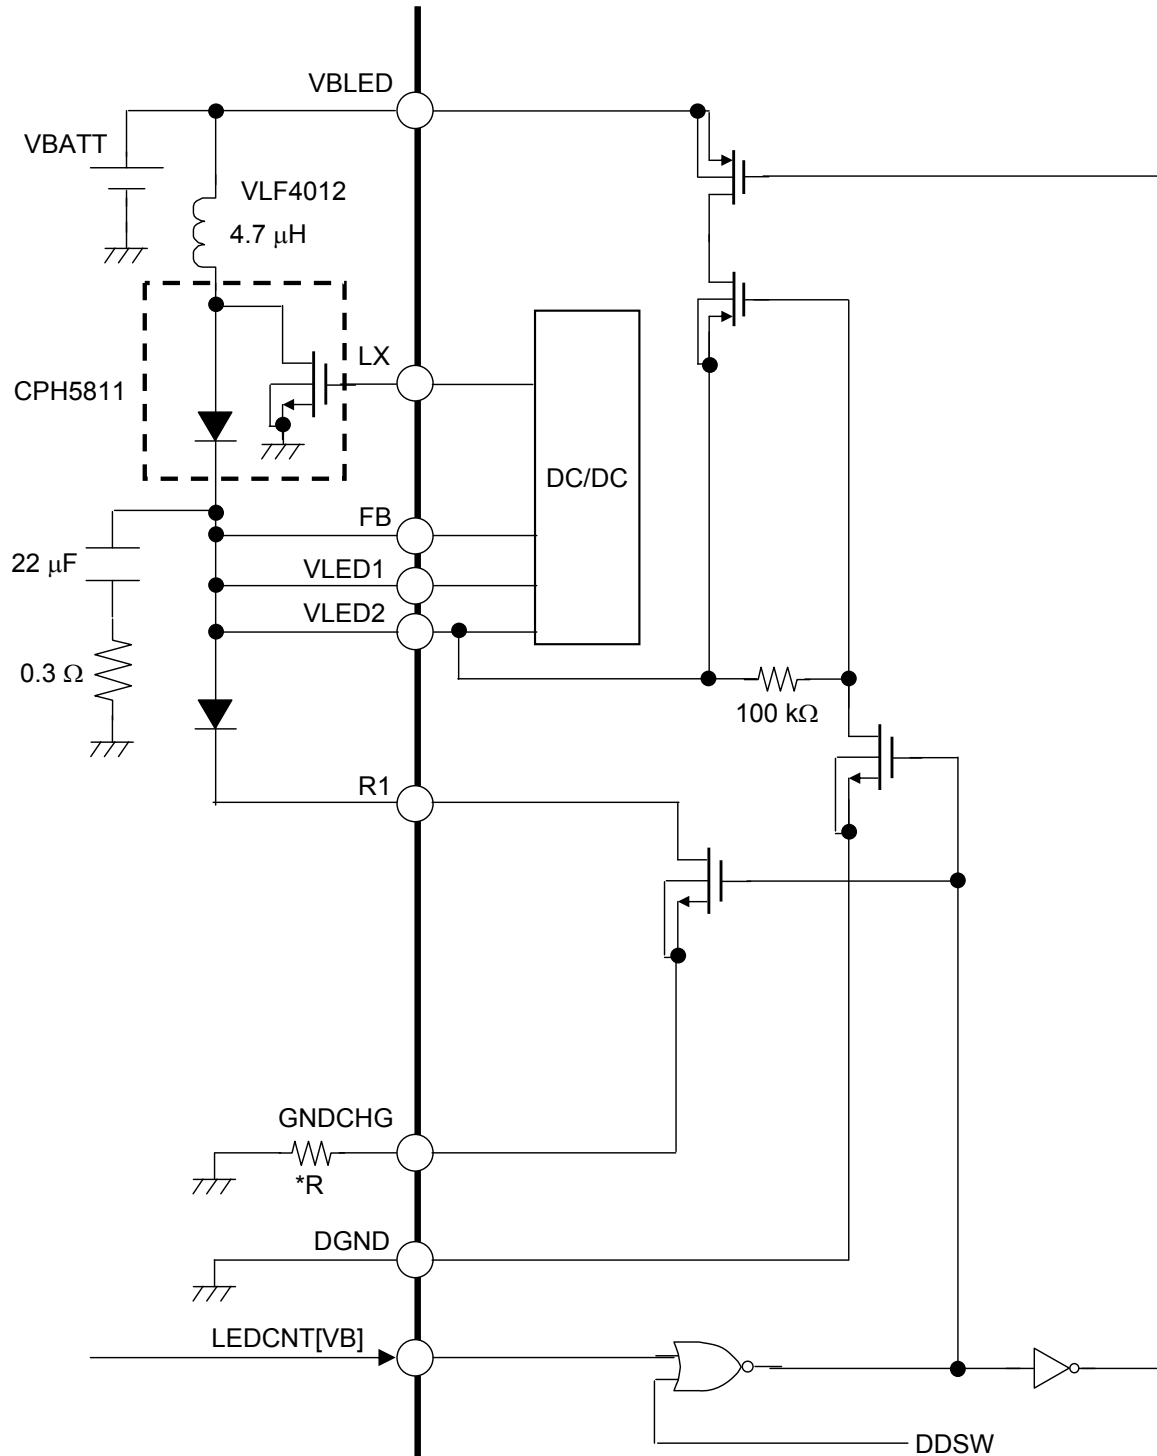 VBLED
VBATT
VLF4012
4.7 μH
LX
CPH5811
DC/DC
FB
22 μF
VLED1
VLED2
0.3 Ω
100 kΩ
R1
GNDCHG
*R
DGND
LEDCNT[VB]
DDSW